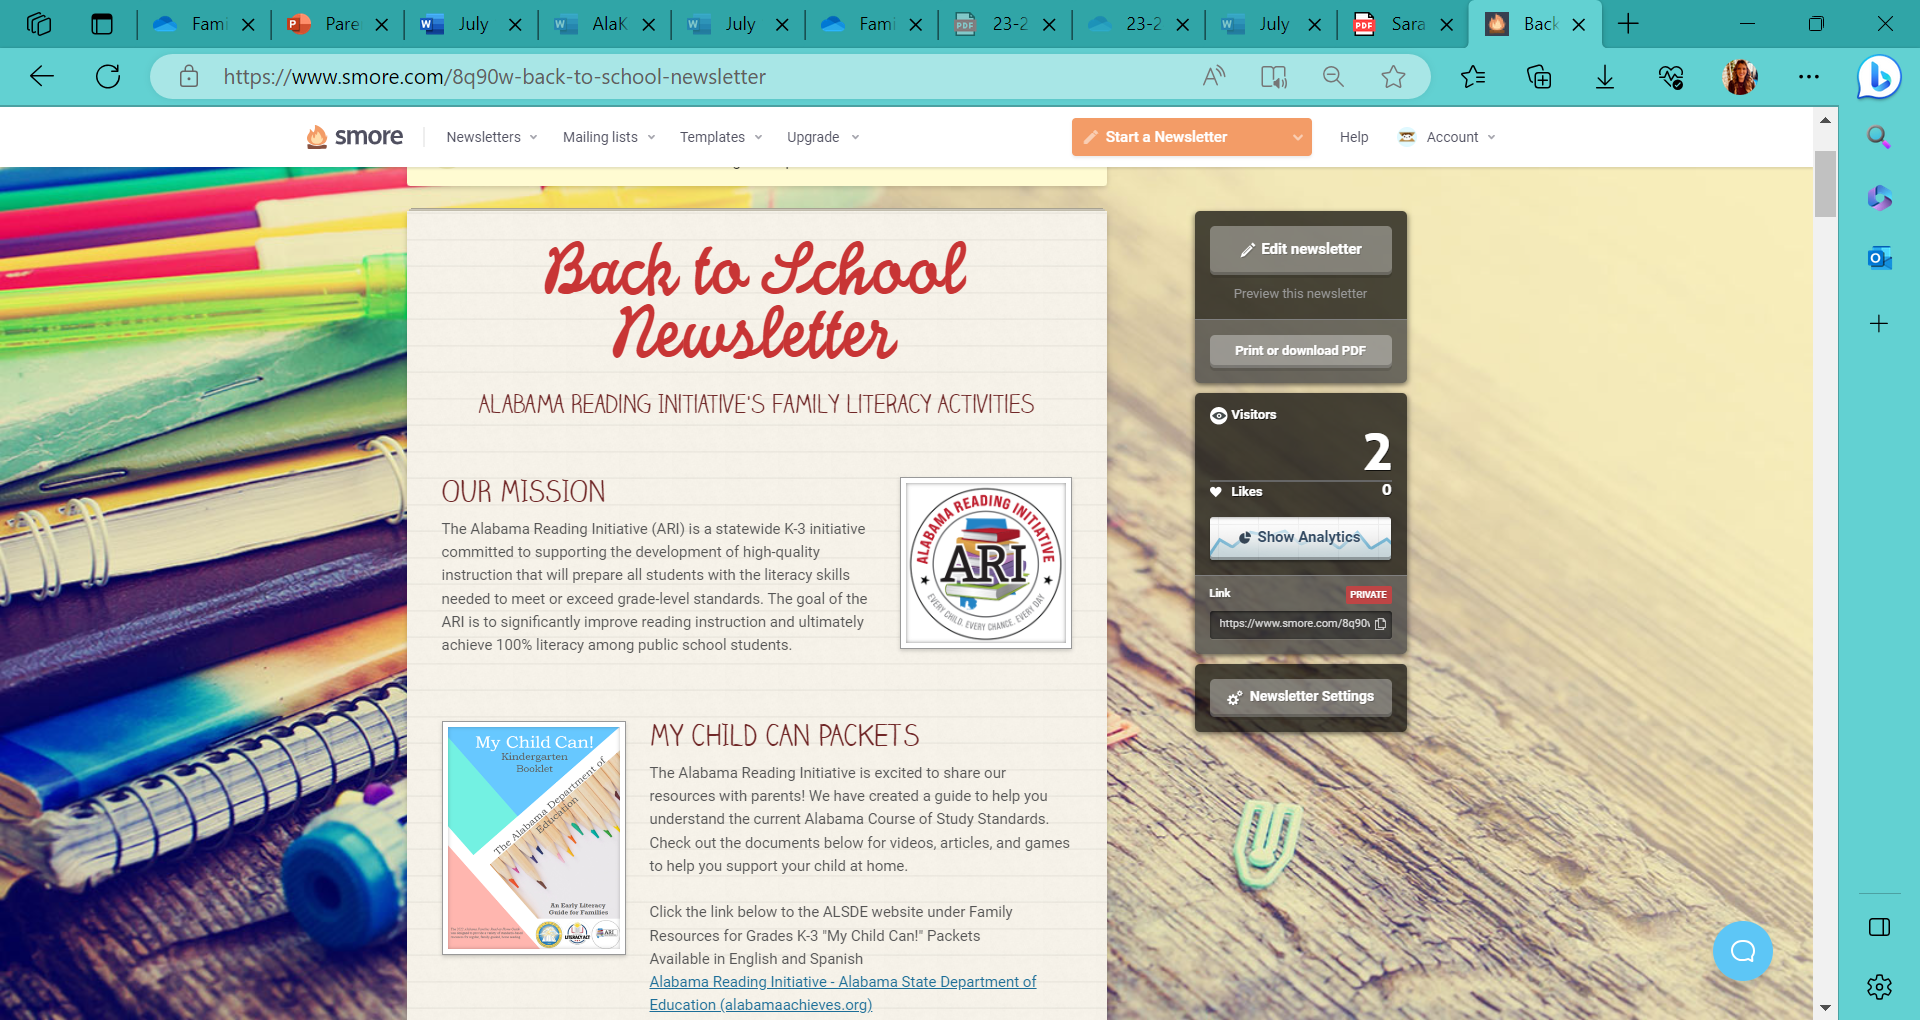 Fami
Pare
July
AlaK
July
Fami
23-2
23-2
July
Sara
Back
https://www.smore.com/8q90w-back-to-school-newsletter
smore
Newsletters
Mailing lists
Templates
Upgrade
Start a Newsletter
Help
Account
Back to School
Newsletter
ALABAMA READING INITIATIVE'S FAMILY LITERACY ACTIVITIES
OUR MISSION
The Alabama Reading Initiative (ARI) is a statewide K-3 initiative
committed to supporting the development of high-quality
instruction that will prepare all students with the literacy skills
needed to meet or exceed grade-level standards. The goal of the
ARI is to significantly improve reading instruction and ultimately
achieve 100% literacy among public school students.
ALABAMA READING INITIATIVE
ARI
EVERY CHILD. EVERY CHANCE. EVERY DAY
My Child Can!
Kindergarten
Booklet
The Alabama Department of
Education
An Early Literacy
Guide for Families
LITERACY ACT
ARI
MY CHILD CAN PACKETS
The Alabama Reading Initiative is excited to share our
resources with parents! We have created a guide to help you
understand the current Alabama Course of Study Standards.
Check out the documents below for videos, articles, and games
to help you support your child at home.
Click the link below to the ALSDE website under Family
Resources for Grades K-3 "My Child Can!" Packets
Available in English and Spanish
Alabama Reading Initiative - Alabama State Department of
Education (alabamaachieves.org)
Edit newsletter
Preview this newsletter
Print or download PDF
Visitors
2
Likes
0
Show Analytics
Link
PRIVATE
https://www.smore.com/8q90w
Newsletter Settings